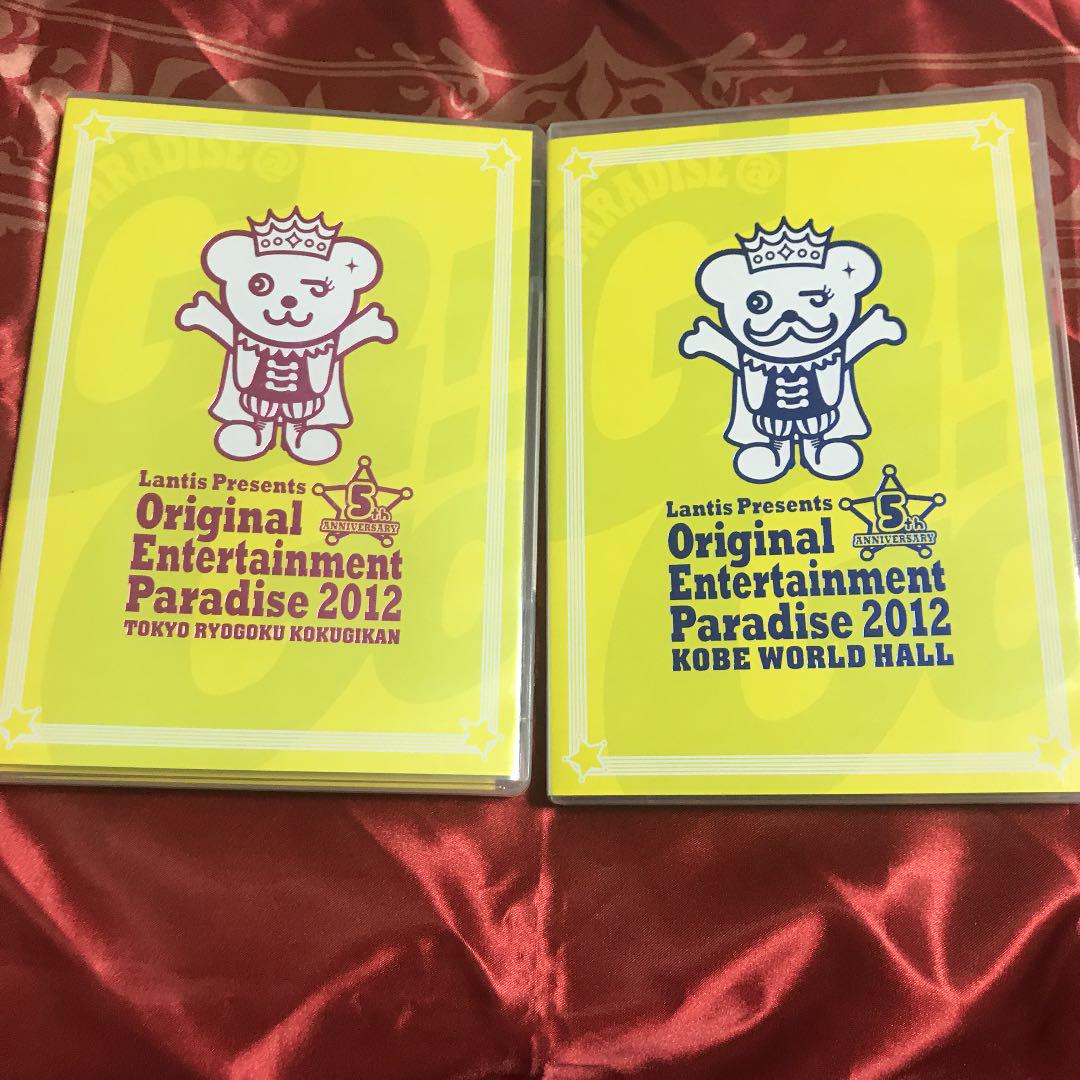 PARADISE@
Lantis Presents
Original
Entertainment
Paradise 2012
TOKYO RYOGOKU KOKUGIKAN
5th
ANNIVERSARY
PARADISE@
Lantis Presents
Original
Entertainment
Paradise 2012
KOBE WORLD HALL
5th
ANNIVERSARY